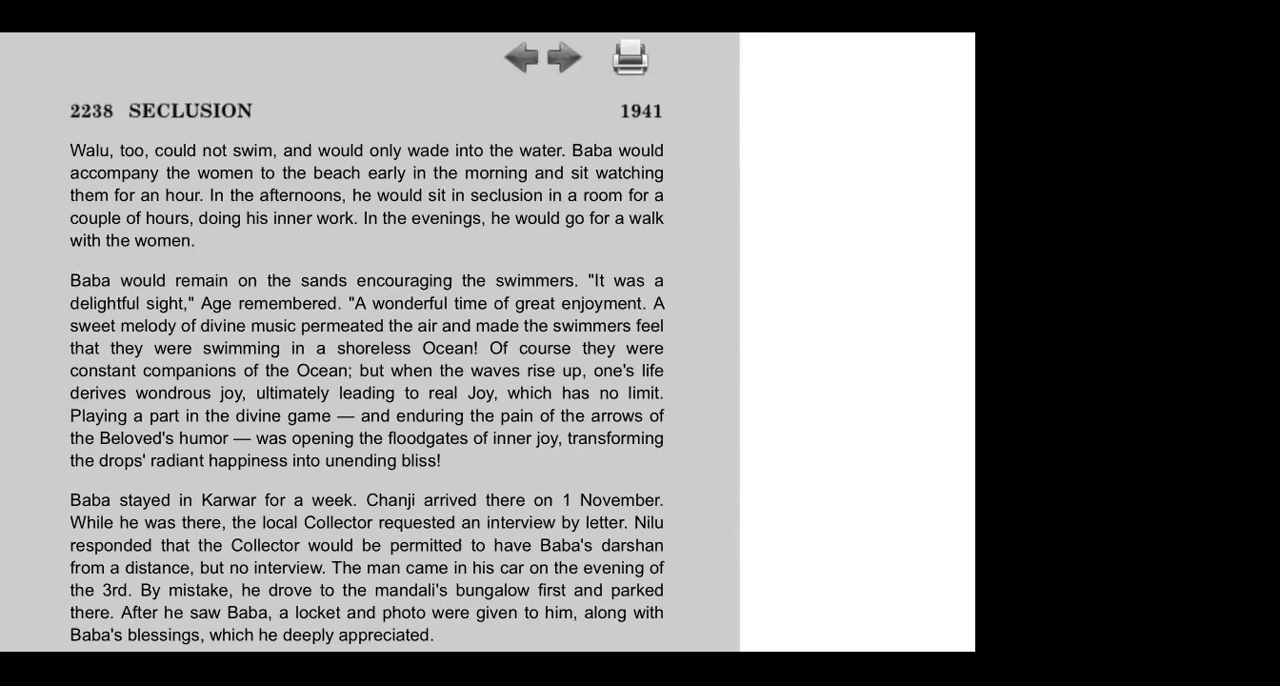 2238 SECLUSION 1941
Walu, too, could not swim, and would only wade into the water. Baba would
accompany the women to the beach early in the morning and sit watching
them for an hour. In the afternoons, he would sit in seclusion in a room for a
couple of hours, doing his inner work. In the evenings, he would go for a walk
with the women.
Baba would remain on the sands encouraging the swimmers. "It was a
delightful sight," Age remembered. "A wonderful time of great enjoyment. A
sweet melody of divine music permeated the air and made the swimmers feel
that they were swimming in a shoreless Ocean! Of course they were
constant companions of the Ocean; but when the waves rise up, one's life
derives wondrous joy, ultimately leading to real Joy, which has no limit.
Playing a part in the divine game — and enduring the pain of the arrows of
the Beloved's humor — was opening the floodgates of inner joy, transforming
the drops' radiant happiness into unending bliss!
Baba stayed in Karwar for a week. Chanji arrived there on 1 November.
While he was there, the local Collector requested an interview by letter. Nilu
responded that the Collector would be permitted to have Baba's darshan
from a distance, but no interview. The man came in his car on the evening of
the 3rd. By mistake, he drove to the mandali's bungalow first and parked
there. After he saw Baba, a locket and photo were given to him, along with
Baba's blessings, which he deeply appreciated.